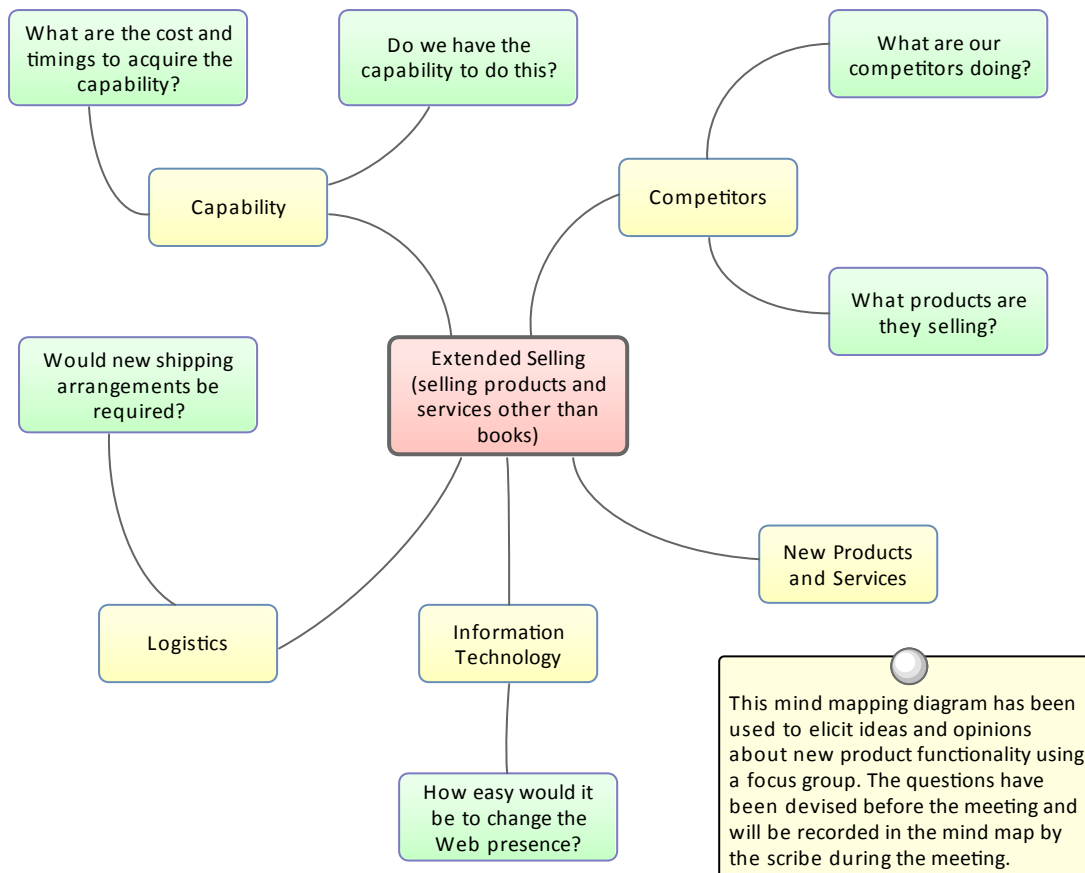 What are the cost and
timings to acquire the
capability?
Do we have the
capability to do this?
What are our
competitors doing?
Capability
Competitors
What products are
they selling?
Would new shipping
arrangements be
required?
Extended Selling
(selling products and
services other than
books)
New Products
and Services
Logistics
Information
Technology
How easy would it
be to change the
Web presence?
This mind mapping diagram has been
used to elicit ideas and opinions
about new product functionality using
a focus group. The questions have
been devised before the meeting and
will be recorded in the mind map by
the scribe during the meeting.